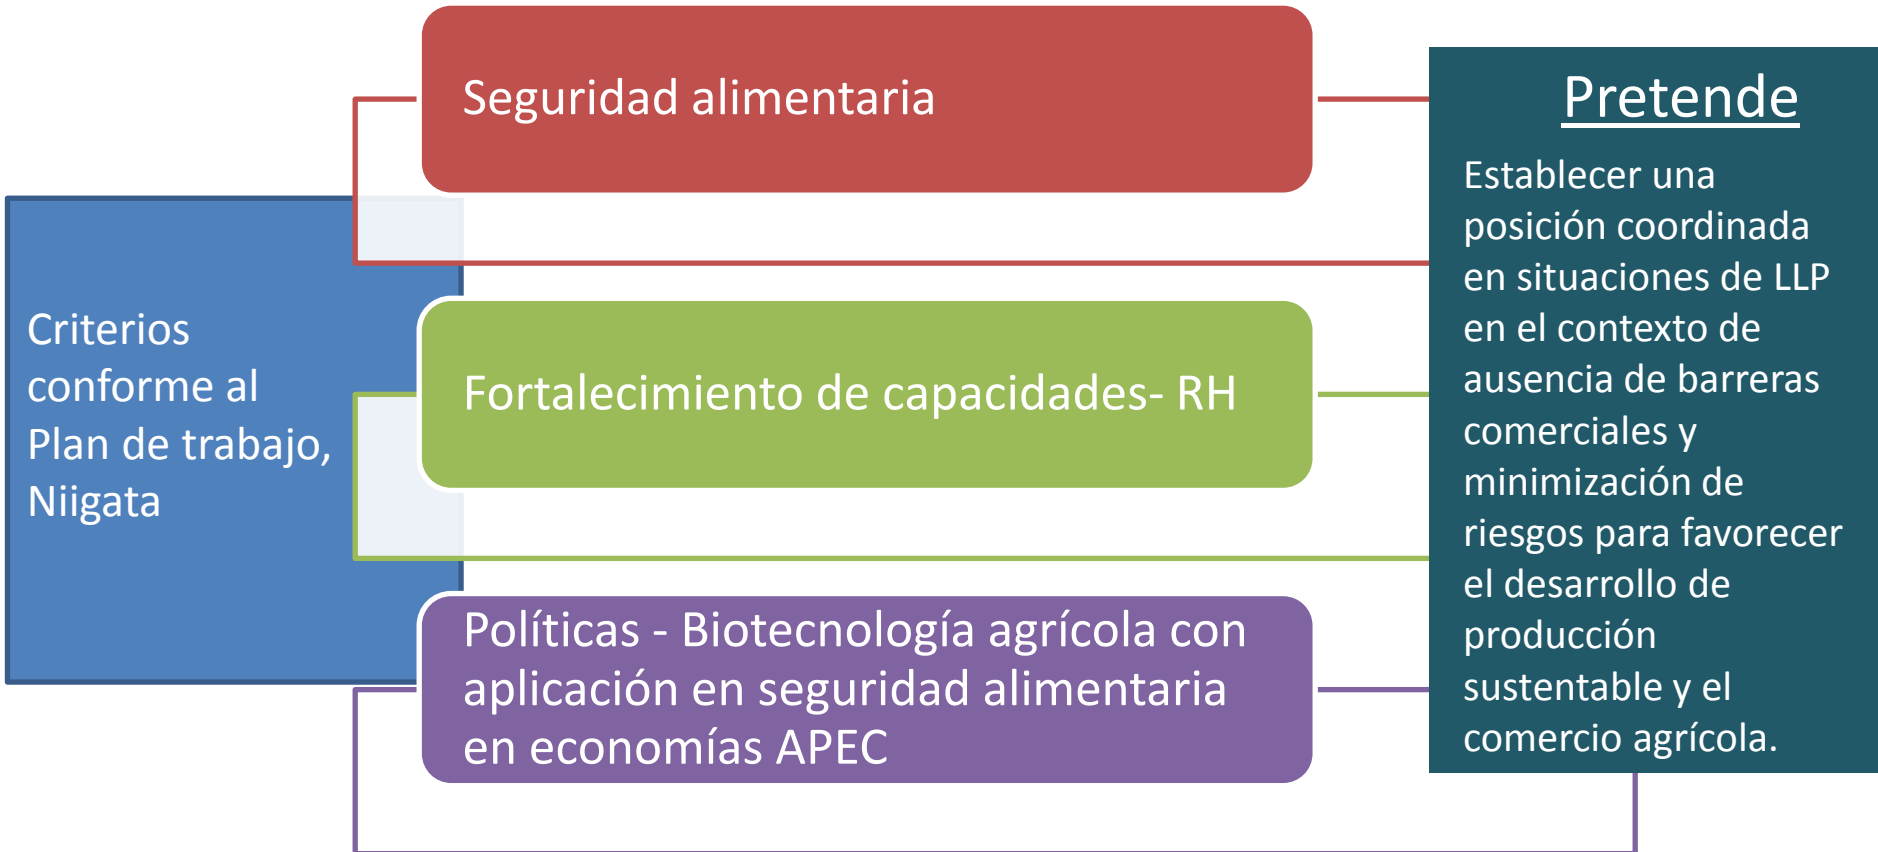 Criterios
conforme al
Plan de trabajo,
Niigata
Seguridad alimentaria
Fortalecimiento de capacidades- RH
Políticas - Biotecnología agrícola con
aplicación en seguridad alimentaria
en economías APEC
Pretende
Establecer una
posición coordinada
en situaciones de LLP
en el contexto de
ausencia de barreras
comerciales y
minimización de
riesgos para favorecer
el desarrollo de
producción
sustentable y el
comercio agrícola.